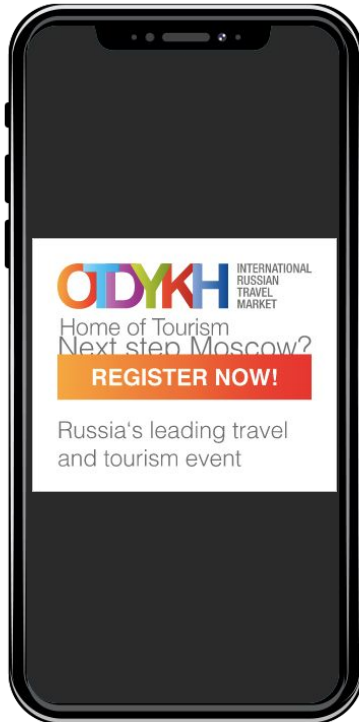 OTDYKH
INTERNATIONAL
RUSSIAN
TRAVEL
MARKET
Home of Tourism
Next step Moscow?
REGISTER NOW!
Russia's leading travel
and tourism event